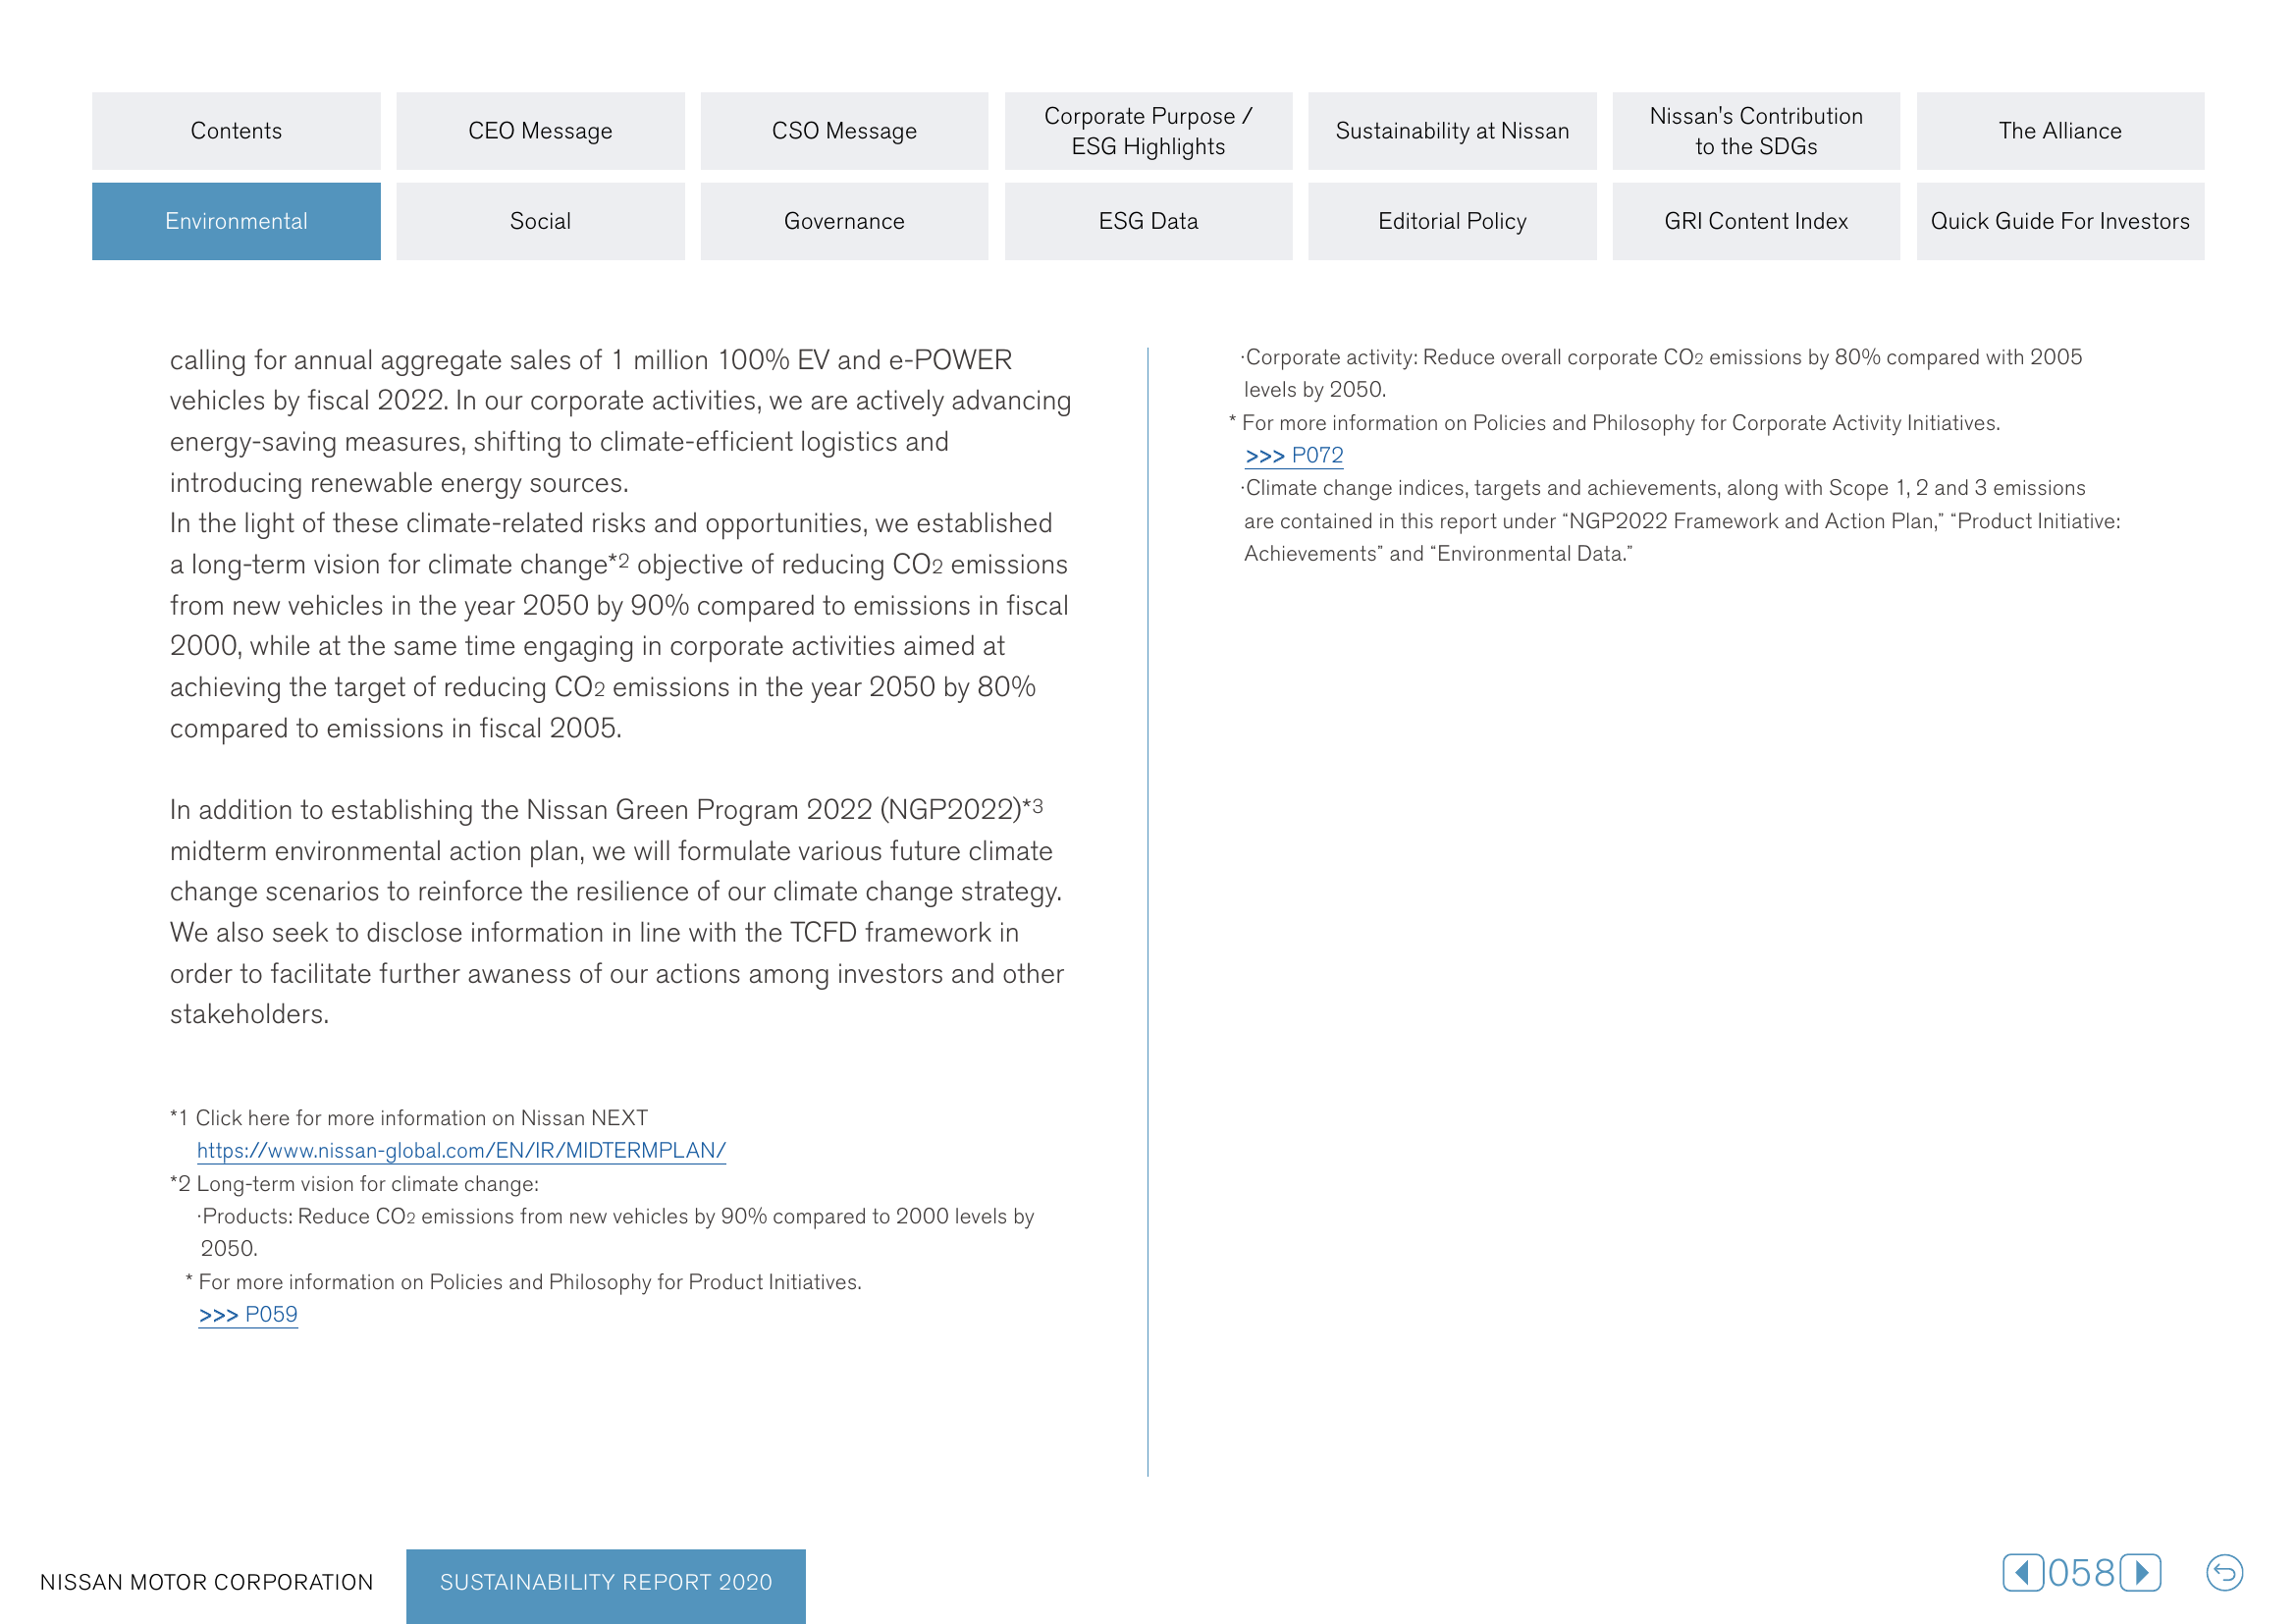 Contents
CEO Message
CSO Message
Corporate Purpose /
ESG Highlights
Sustainability at Nissan
Nissan's Contribution
to the SDGs
The Alliance
Environmental
Social
Governance
ESG Data
Editorial Policy
GRI Content Index
Quick Guide For Investors
calling for annual aggregate sales of 1 million 100% EV and e-POWER
vehicles by fiscal 2022. In our corporate activities, we are actively advancing
energy-saving measures, shifting to climate-efficient logistics and
introducing renewable energy sources.
In the light of these climate-related risks and opportunities, we established
a long-term vision for climate change*2 objective of reducing CO2 emissions
from new vehicles in the year 2050 by 90% compared to emissions in fiscal
2000, while at the same time engaging in corporate activities aimed at
achieving the target of reducing CO2 emissions in the year 2050 by 80%
compared to emissions in fiscal 2005.
In addition to establishing the Nissan Green Program 2022 (NGP2022)*3
midterm environmental action plan, we will formulate various future climate
change scenarios to reinforce the resilience of our climate change strategy.
We also seek to disclose information in line with the TCFD framework in
order to facilitate further awaness of our actions among investors and other
stakeholders.
*1 Click here for more information on Nissan NEXT
https://www.nissan-global.com/EN/IR/MIDTERMPLAN/
*2 Long-term vision for climate change:
·Products: Reduce CO2 emissions from new vehicles by 90% compared to 2000 levels by
2050.
* For more information on Policies and Philosophy for Product Initiatives.
>>> P059
·Corporate activity: Reduce overall corporate CO2 emissions by 80% compared with 2005
levels by 2050.
* For more information on Policies and Philosophy for Corporate Activity Initiatives.
>>> P072
·Climate change indices, targets and achievements, along with Scope 1, 2 and 3 emissions
are contained in this report under “NGP2022 Framework and Action Plan,” “Product Initiative:
Achievements” and “Environmental Data.”
NISSAN MOTOR CORPORATION
SUSTAINABILITY REPORT 2020
058